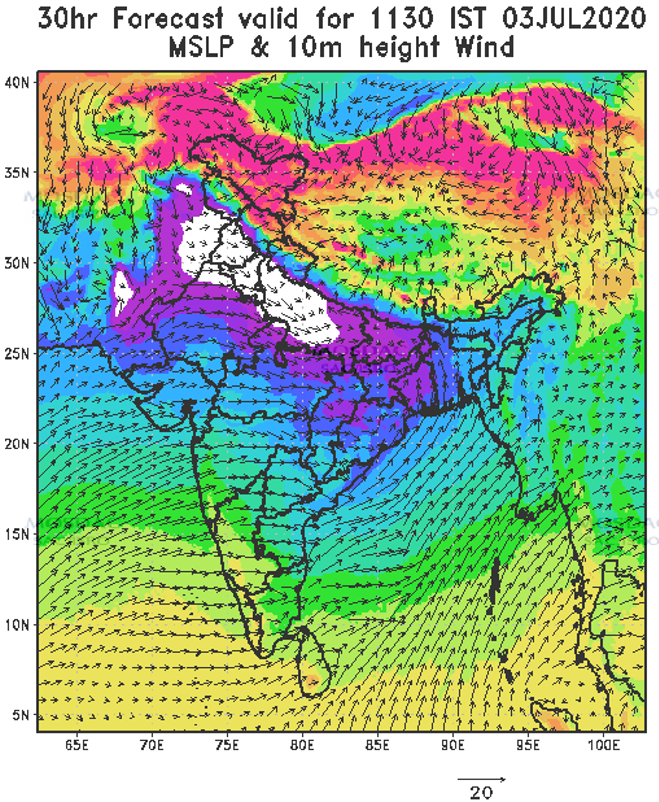 30hr Forecast valid for 1130 IST 03JUL2020
MSLP & 10m height Wind
40N
35N
30N
25N
20N
15N
10N
5N
65E 70E 75E 80E 85E 90E 95E 100E
20